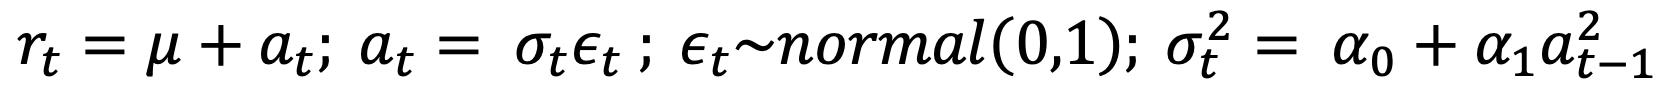 r_t = μ + a_t; a_t = σ_tϵ_t ; ϵ_t~normal(0,1); σ_t^2 = α_0 + α_1a_{t−1}^2